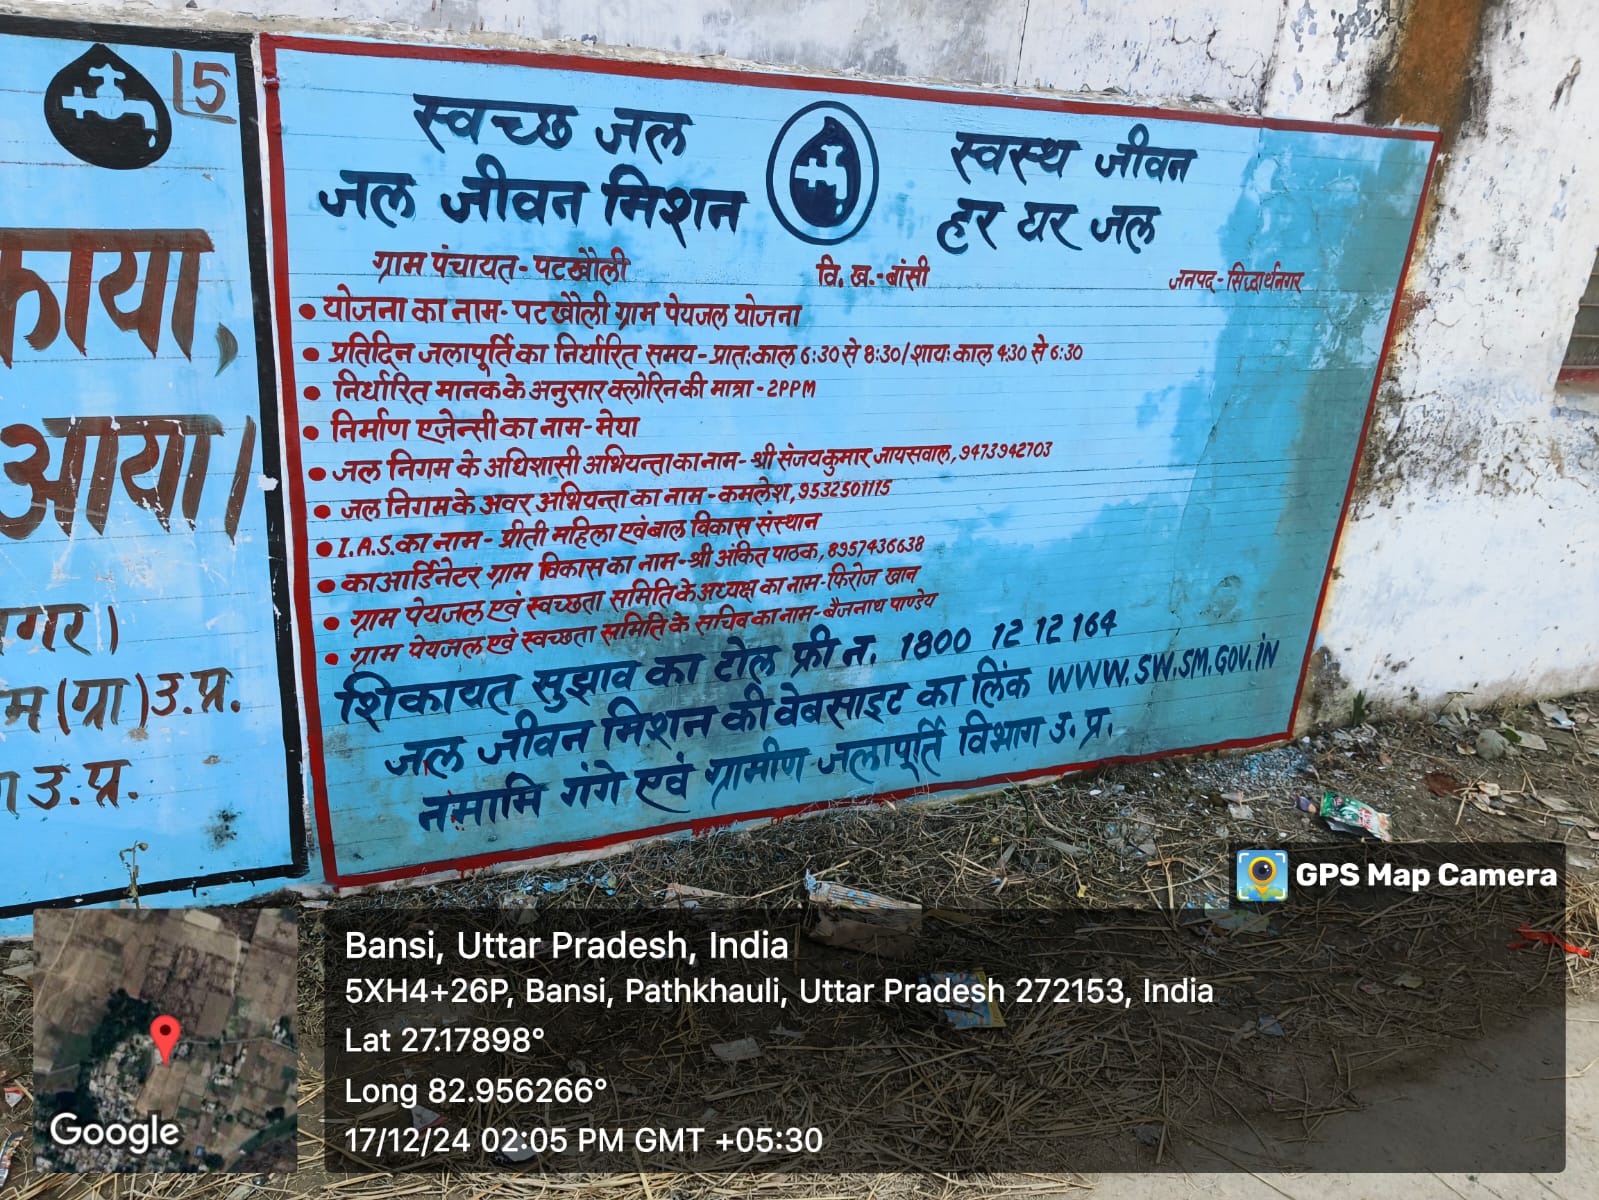 15
काया,
आया।
नगर।
म (ग्रा) उ.प्र.
उ.प्र.
स्वच्छ जल
स्वस्थ जीवन
जल जीवन मिशन
हर घर जल
ग्राम पंचायत-पटखौली
वि. ख.-बांसी
जनपद-सिद्धार्थनगर
• योजना का नाम- पटखौली ग्राम पेयजल योजना
• प्रतिदिन जलापूर्ति का निर्धारित समय-प्रात:काल 6:30 से 8:30/शाय: काल 4:30 से 6:30
• निर्धारित मानक के अनुसार क्लोरिन की मात्रा -2PPM
• निर्माण एजेन्सी का नाम-मेघा
• जल निगम के अधिशासी अभियन्ता का नाम- श्री संजय कुमार जायसवाल, 9473942703
• जल निगम के अवर अभियन्ता का नाम - कमलेश, 9532501115
• I.A.S. का नाम- प्रीती महिला एवं बाल विकास संस्थान
• काआर्डिनेटर ग्राम विकास का नाम-श्री अंकित पाठक, 8957436638
• ग्राम पेयजल एवं स्वच्छता समिति के अध्यक्ष का नाम-फिरोज खान
• ग्राम पेयजल एवं स्वच्छता समिति के सचिव का नाम-बैजनाथ पाण्डेय
शिकायत सुझाव का टोल फ्री न. 1800 12 12 164
जल जीवन मिशन की वेबसाइट का लिंक WWW.SW.SM.GOV.IN
नमामि गंगे एवं ग्रामीण जलापूर्ति विभाग उ. प्र.
GPS Map Camera
Bansi, Uttar Pradesh, India
5XH4+26P, Bansi, Pathkhauli, Uttar Pradesh 272153, India
Lat 27.17898°
Long 82.956266°
17/12/24 02:05 PM GMT +05:30
Google